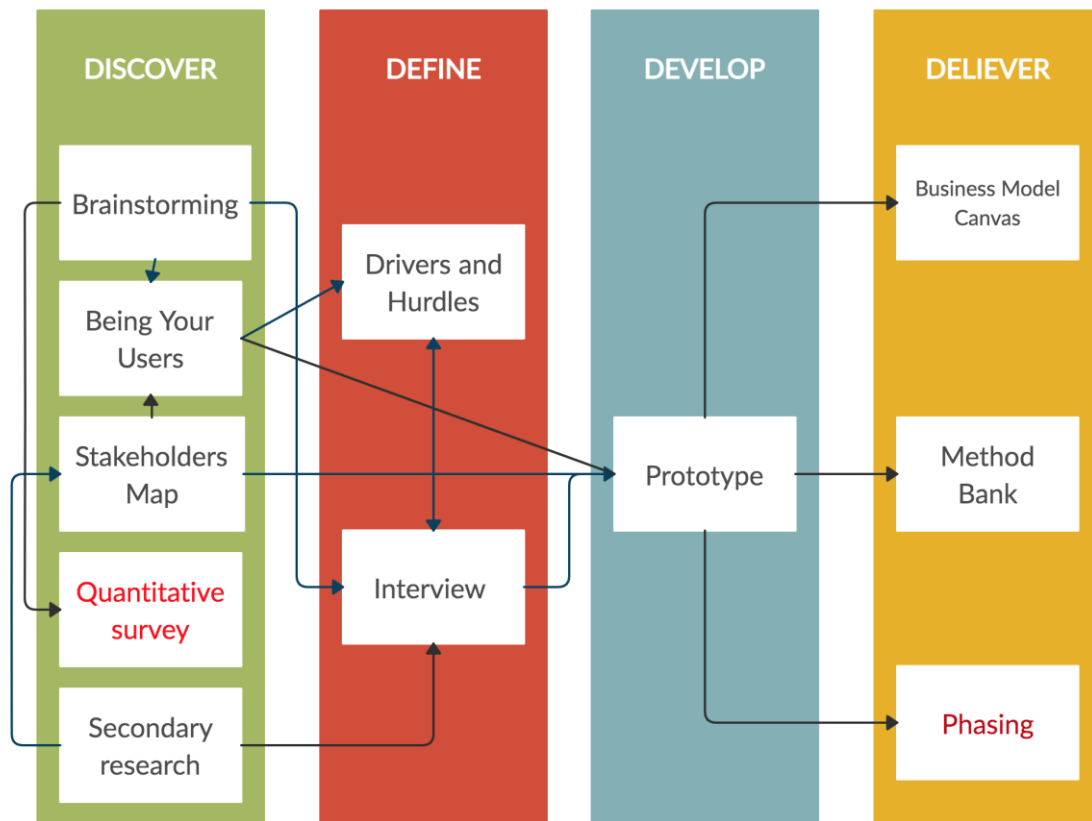 DISCOVER
Brainstorming
Being Your
Users
Stakeholders
Map
Quantitative
survey
Secondary
research
DEFINE
Drivers and
Hurdles
Interview
DEVELOP
Prototype
DELIEVER
Business Model
Canvas
Method
Bank
Phasing